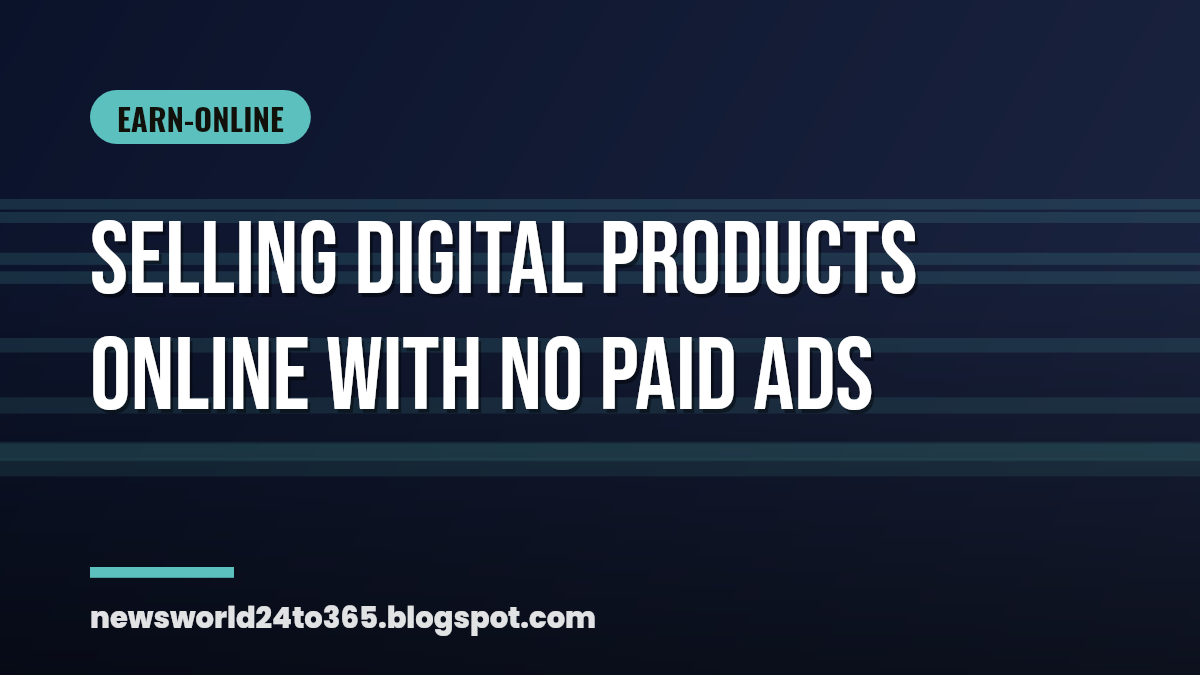 EARN-ONLINE
SELLING DIGITAL PRODUCTS
ONLINE WITH NO PAID ADS
newsworld24to365.blogspot.com